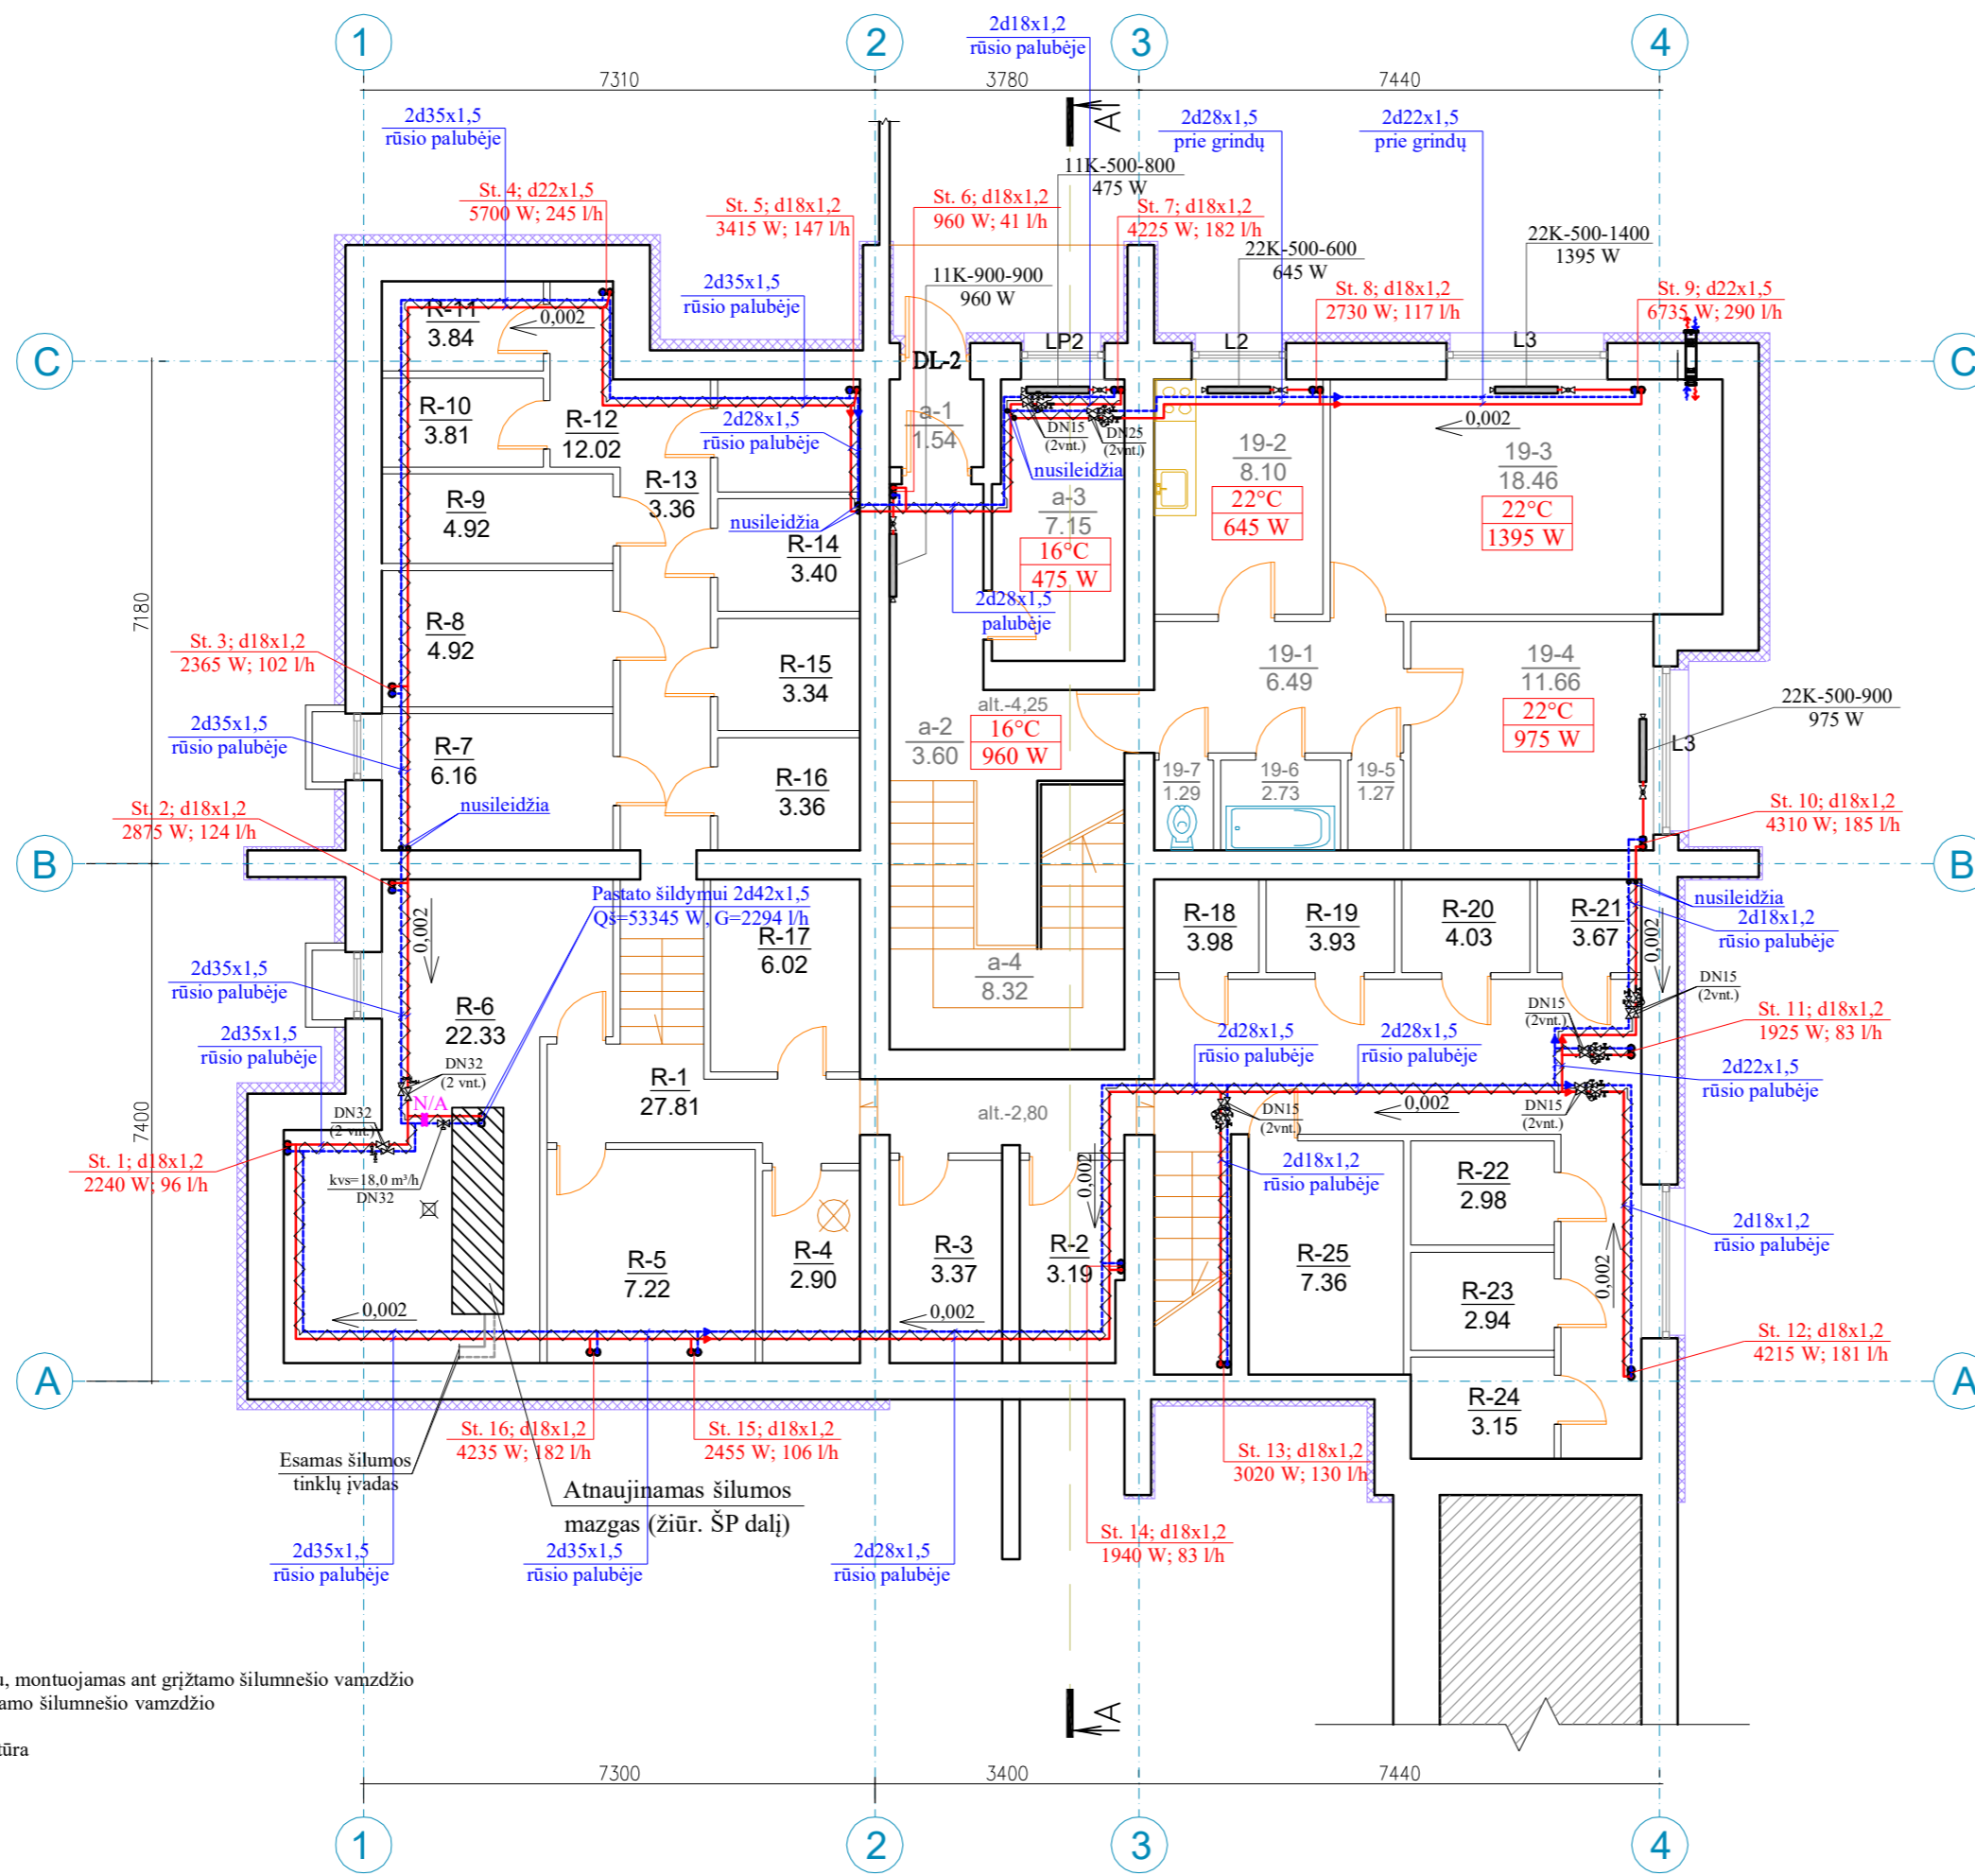 1
2
3
4
2d18x1,2
rūsio palubėje
7310
3780
7440
A
2d35x1,5
rūsio palubėje
2d28x1,5
prie grindų
2d22x1,5
prie grindų
11K-500-800
475 W
St. 4; d22x1,5
5700 W; 245 l/h
St. 5; d18x1,2
3415 W; 147 l/h
St. 6; d18x1,2
960 W; 41 l/h
St. 7; d18x1,2
4225 W; 182 l/h
22K-500-600
645 W
22K-500-1400
1395 W
11K-900-900
960 W
2d35x1,5
rūsio palubėje
St. 8; d18x1,2
2730 W; 117 l/h
St. 9; d22x1,5
6735 W; 290 l/h
R-11
3.84
0,002
C
DL-2
LP2
L2
L3
C
R-10
3.81
R-12
12.02
2d28x1,5
rūsio palubėje
a-1
1.54
DN15
(2vnt.)
DN25
(2vnt.)
0,002
19-2
8.10
22°C
645 W
19-3
18.46
22°C
1395 W
R-9
4.92
R-13
3.36
nusileidžia
nusileidžia
a-3
7.15
16°C
475 W
R-14
3.40
2d28x1,5
palubėje
7180
R-8
4.92
St. 3; d18x1,2
2365 W; 102 l/h
R-15
3.34
19-1
6.49
19-4
11.66
22°C
975 W
22K-500-900
975 W
L3
2d35x1,5
rūsio palubėje
R-7
6.16
alt.-4,25
a-2
3.60
16°C
960 W
R-16
3.36
19-7
1.29
19-6
2.73
19-5
1.27
nusileidžia
St. 2; d18x1,2
2875 W; 124 l/h
St. 10; d18x1,2
4310 W; 185 l/h
B
B
Pastato šildymui 2d42x1,5
Qš=53345 W, G=2294 l/h
nusileidžia
2d18x1,2
rūsio palubėje
0,002
R-17
6.02
R-18
3.98
R-19
3.93
R-20
4.03
R-21
3.67
0,002
a-4
8.32
2d35x1,5
rūsio palubėje
DN15
(2vnt.)
DN15
(2vnt.)
R-6
22.33
2d35x1,5
rūsio palubėje
2d28x1,5
rūsio palubėje
2d28x1,5
rūsio palubėje
St. 11; d18x1,2
1925 W; 83 l/h
DN32
(2 vnt.)
R-1
27.81
2d22x1,5
rūsio palubėje
N/A
DN32
(2 vnt.)
alt.-2,80
DN15
(2vnt.)
0,002
DN15
(2vnt.)
7400
St. 1; d18x1,2
2240 W; 96 l/h
kvs=18,0 m³/h
DN32
0,002
2d18x1,2
rūsio palubėje
R-22
2.98
2d18x1,2
rūsio palubėje
R-5
7.22
R-4
2.90
R-3
3.37
R-2
3.19
R-25
7.36
0,002
R-23
2.94
0,002
0,002
St. 12; d18x1,2
4215 W; 181 l/h
A
A
R-24
3.15
St. 16; d18x1,2
4235 W; 182 l/h
St. 15; d18x1,2
2455 W; 106 l/h
St. 13; d18x1,2
3020 W; 130 l/h
Esamas šilumos
tinklų įvadas
Atnaujinamas šilumos
mazgas (žiūr. ŠP dalį)
St. 14; d18x1,2
1940 W; 83 l/h
2d35x1,5
rūsio palubėje
2d35x1,5
rūsio palubėje
2d28x1,5
rūsio palubėje
montuojamas ant grįžtamo šilumnešio vamzdžio
amo šilumnešio vamzdžio
A
tūra
7300
3400
7440
1
2
3
4